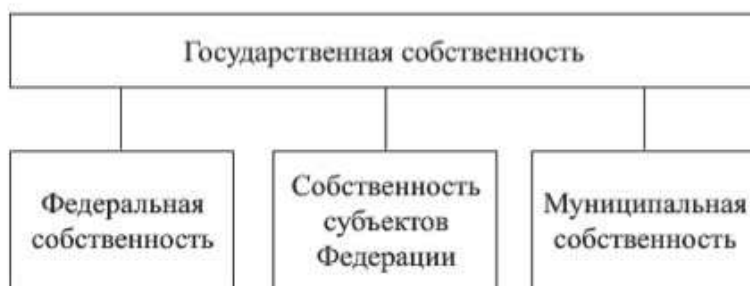 Государственная собственность
Федеральная
собственность
Собственность
субъектов
Федерации
Муниципальная
собственность